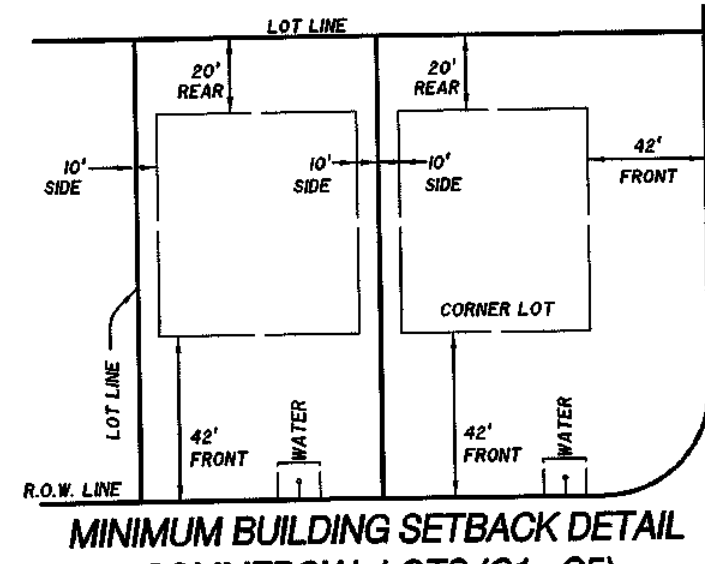 LOT LINE
20'
REAR
20'
REAR
10'
SIDE
10'
SIDE
10'
SIDE
42'
FRONT
CORNER LOT
LOT LINE
42'
FRONT
WATER
42'
FRONT
WATER
R.O.W. LINE
MINIMUM BUILDING SETBACK DETAIL